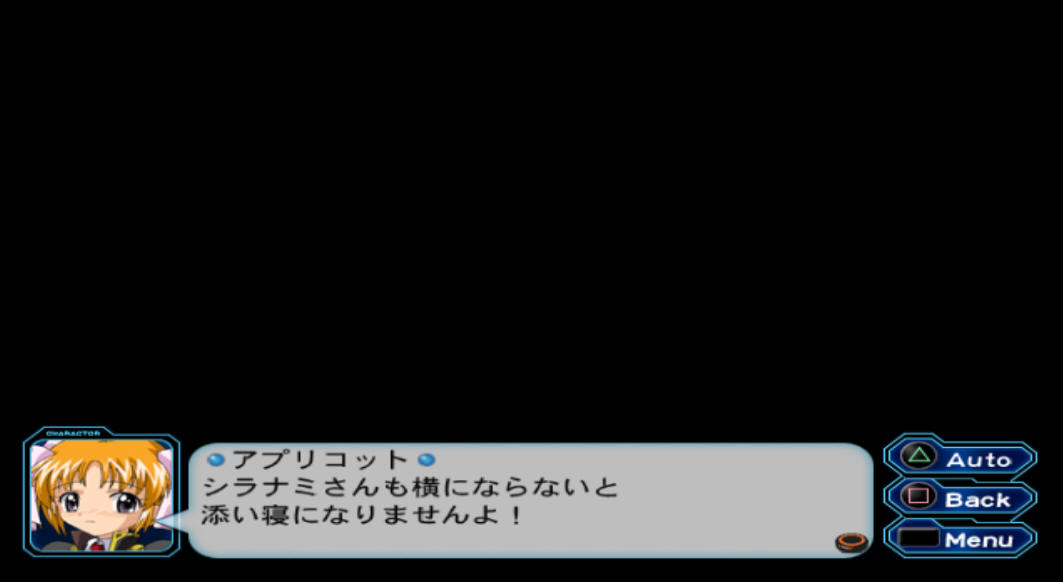 CHARACTOR
アプリコット
シラナミさんも横にならないと
添い寝になりませんよ！
Auto
Back
Menu